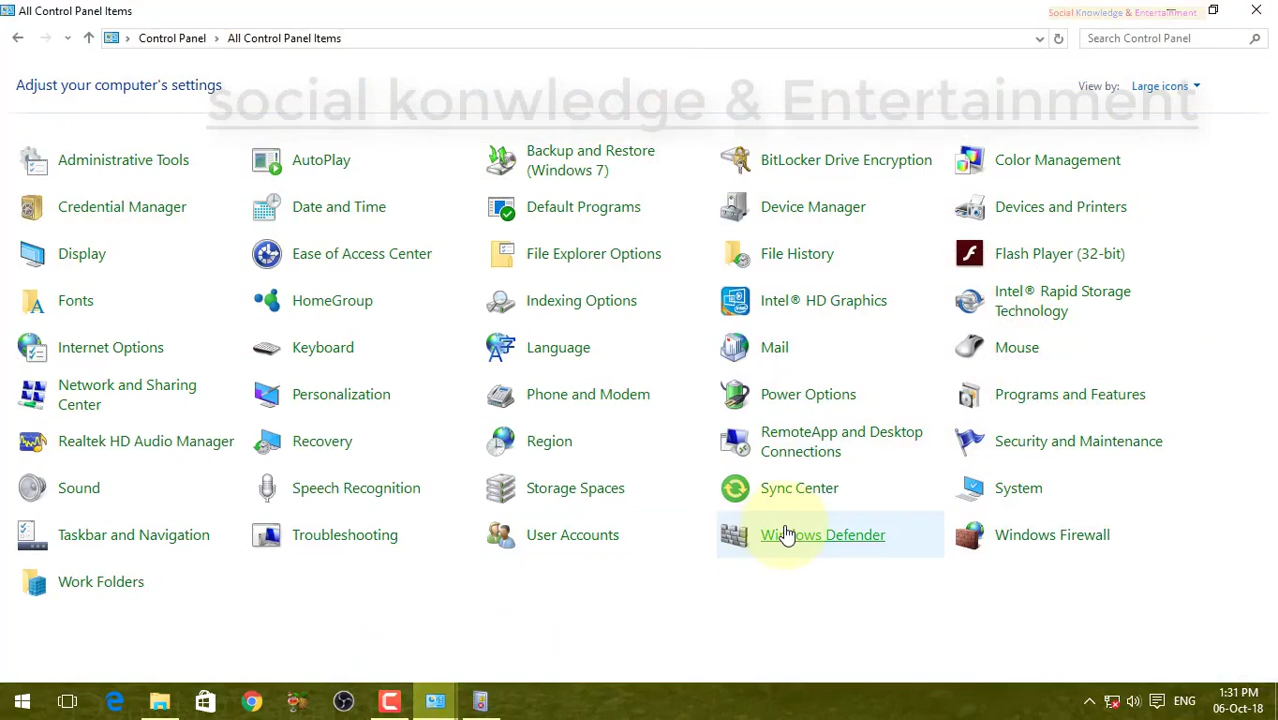 All Control Panel Items
Social Knowledge & Entertainment
Control Panel > All Control Panel Items
Search Control Panel
Adjust your computer's settings
View by: Large icons
social konwledge & Entertainment
Administrative Tools
AutoPlay
Backup and Restore
(Windows 7)
BitLocker Drive Encryption
Color Management
Credential Manager
Date and Time
Default Programs
Device Manager
Devices and Printers
Display
Ease of Access Center
File Explorer Options
File History
Flash Player (32-bit)
Fonts
HomeGroup
Indexing Options
Intel® HD Graphics
Intel® Rapid Storage
Technology
Internet Options
Keyboard
Language
Mail
Mouse
Network and Sharing
Center
Personalization
Phone and Modem
Power Options
Programs and Features
Realtek HD Audio Manager
Recovery
Region
RemoteApp and Desktop
Connections
Security and Maintenance
Sound
Speech Recognition
Storage Spaces
Sync Center
System
Taskbar and Navigation
Troubleshooting
User Accounts
Windows Defender
Windows Firewall
Work Folders
ENG
1:31 PM
06-Oct-18